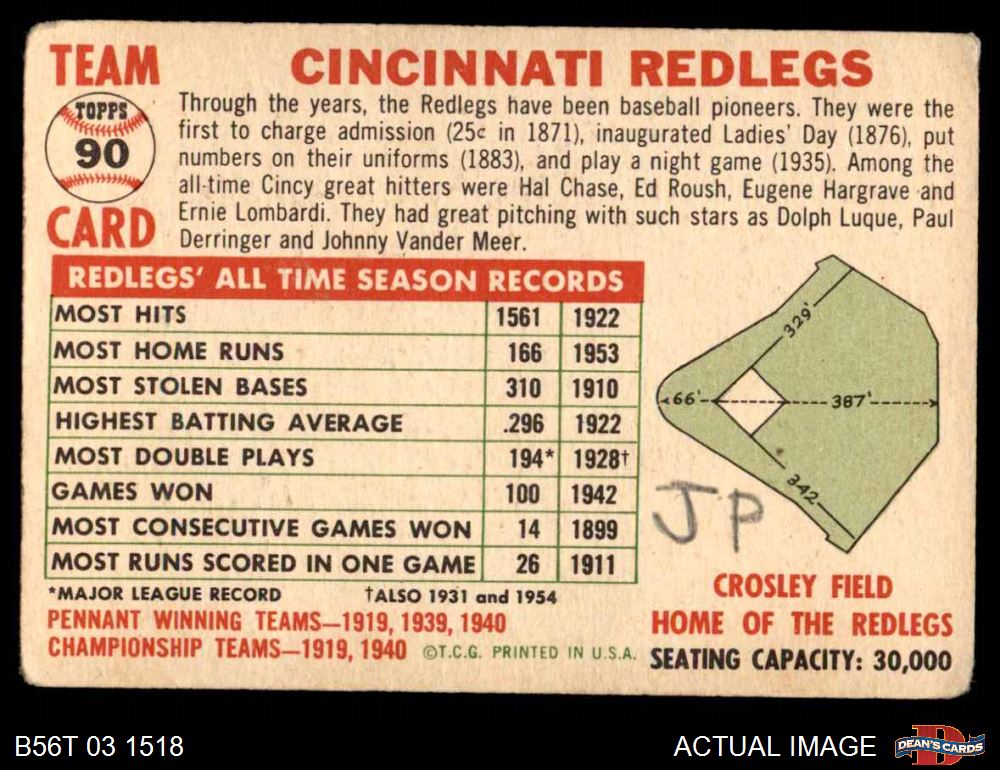 TEAM
TOPPS
90
CARD
CINCINNATI REDLEGS
Through the years, the Redlegs have been baseball pioneers. They were the
first to charge admission (25¢ in 1871), inaugurated Ladies' Day (1876), put
numbers on their uniforms (1883), and play a night game (1935). Among the
all-time Cincy great hitters were Hal Chase, Ed Roush, Eugene Hargrave and
Ernie Lombardi. They had great pitching with such stars as Dolph Luque, Paul
Derringer and Johnny Vander Meer.
REDLEGS' ALL TIME SEASON RECORDS
MOST HITS 1561 1922
MOST HOME RUNS 166 1953
MOST STOLEN BASES 310 1910
HIGHEST BATTING AVERAGE .296 1922
MOST DOUBLE PLAYS 194* 1928†
GAMES WON 100 1942
MOST CONSECUTIVE GAMES WON 14 1899
MOST RUNS SCORED IN ONE GAME 26 1911
*MAJOR LEAGUE RECORD †ALSO 1931 and 1954
PENNANT WINNING TEAMS—1919, 1939, 1940
CHAMPIONSHIP TEAMS—1919, 1940 ©T.C.G. PRINTED IN U.S.A.
329'
66'
387'
342
JP
CROSLEY FIELD
HOME OF THE REDLEGS
SEATING CAPACITY: 30,000
B56T 03 1518
ACTUAL IMAGE
D
DEAN'S CARDS